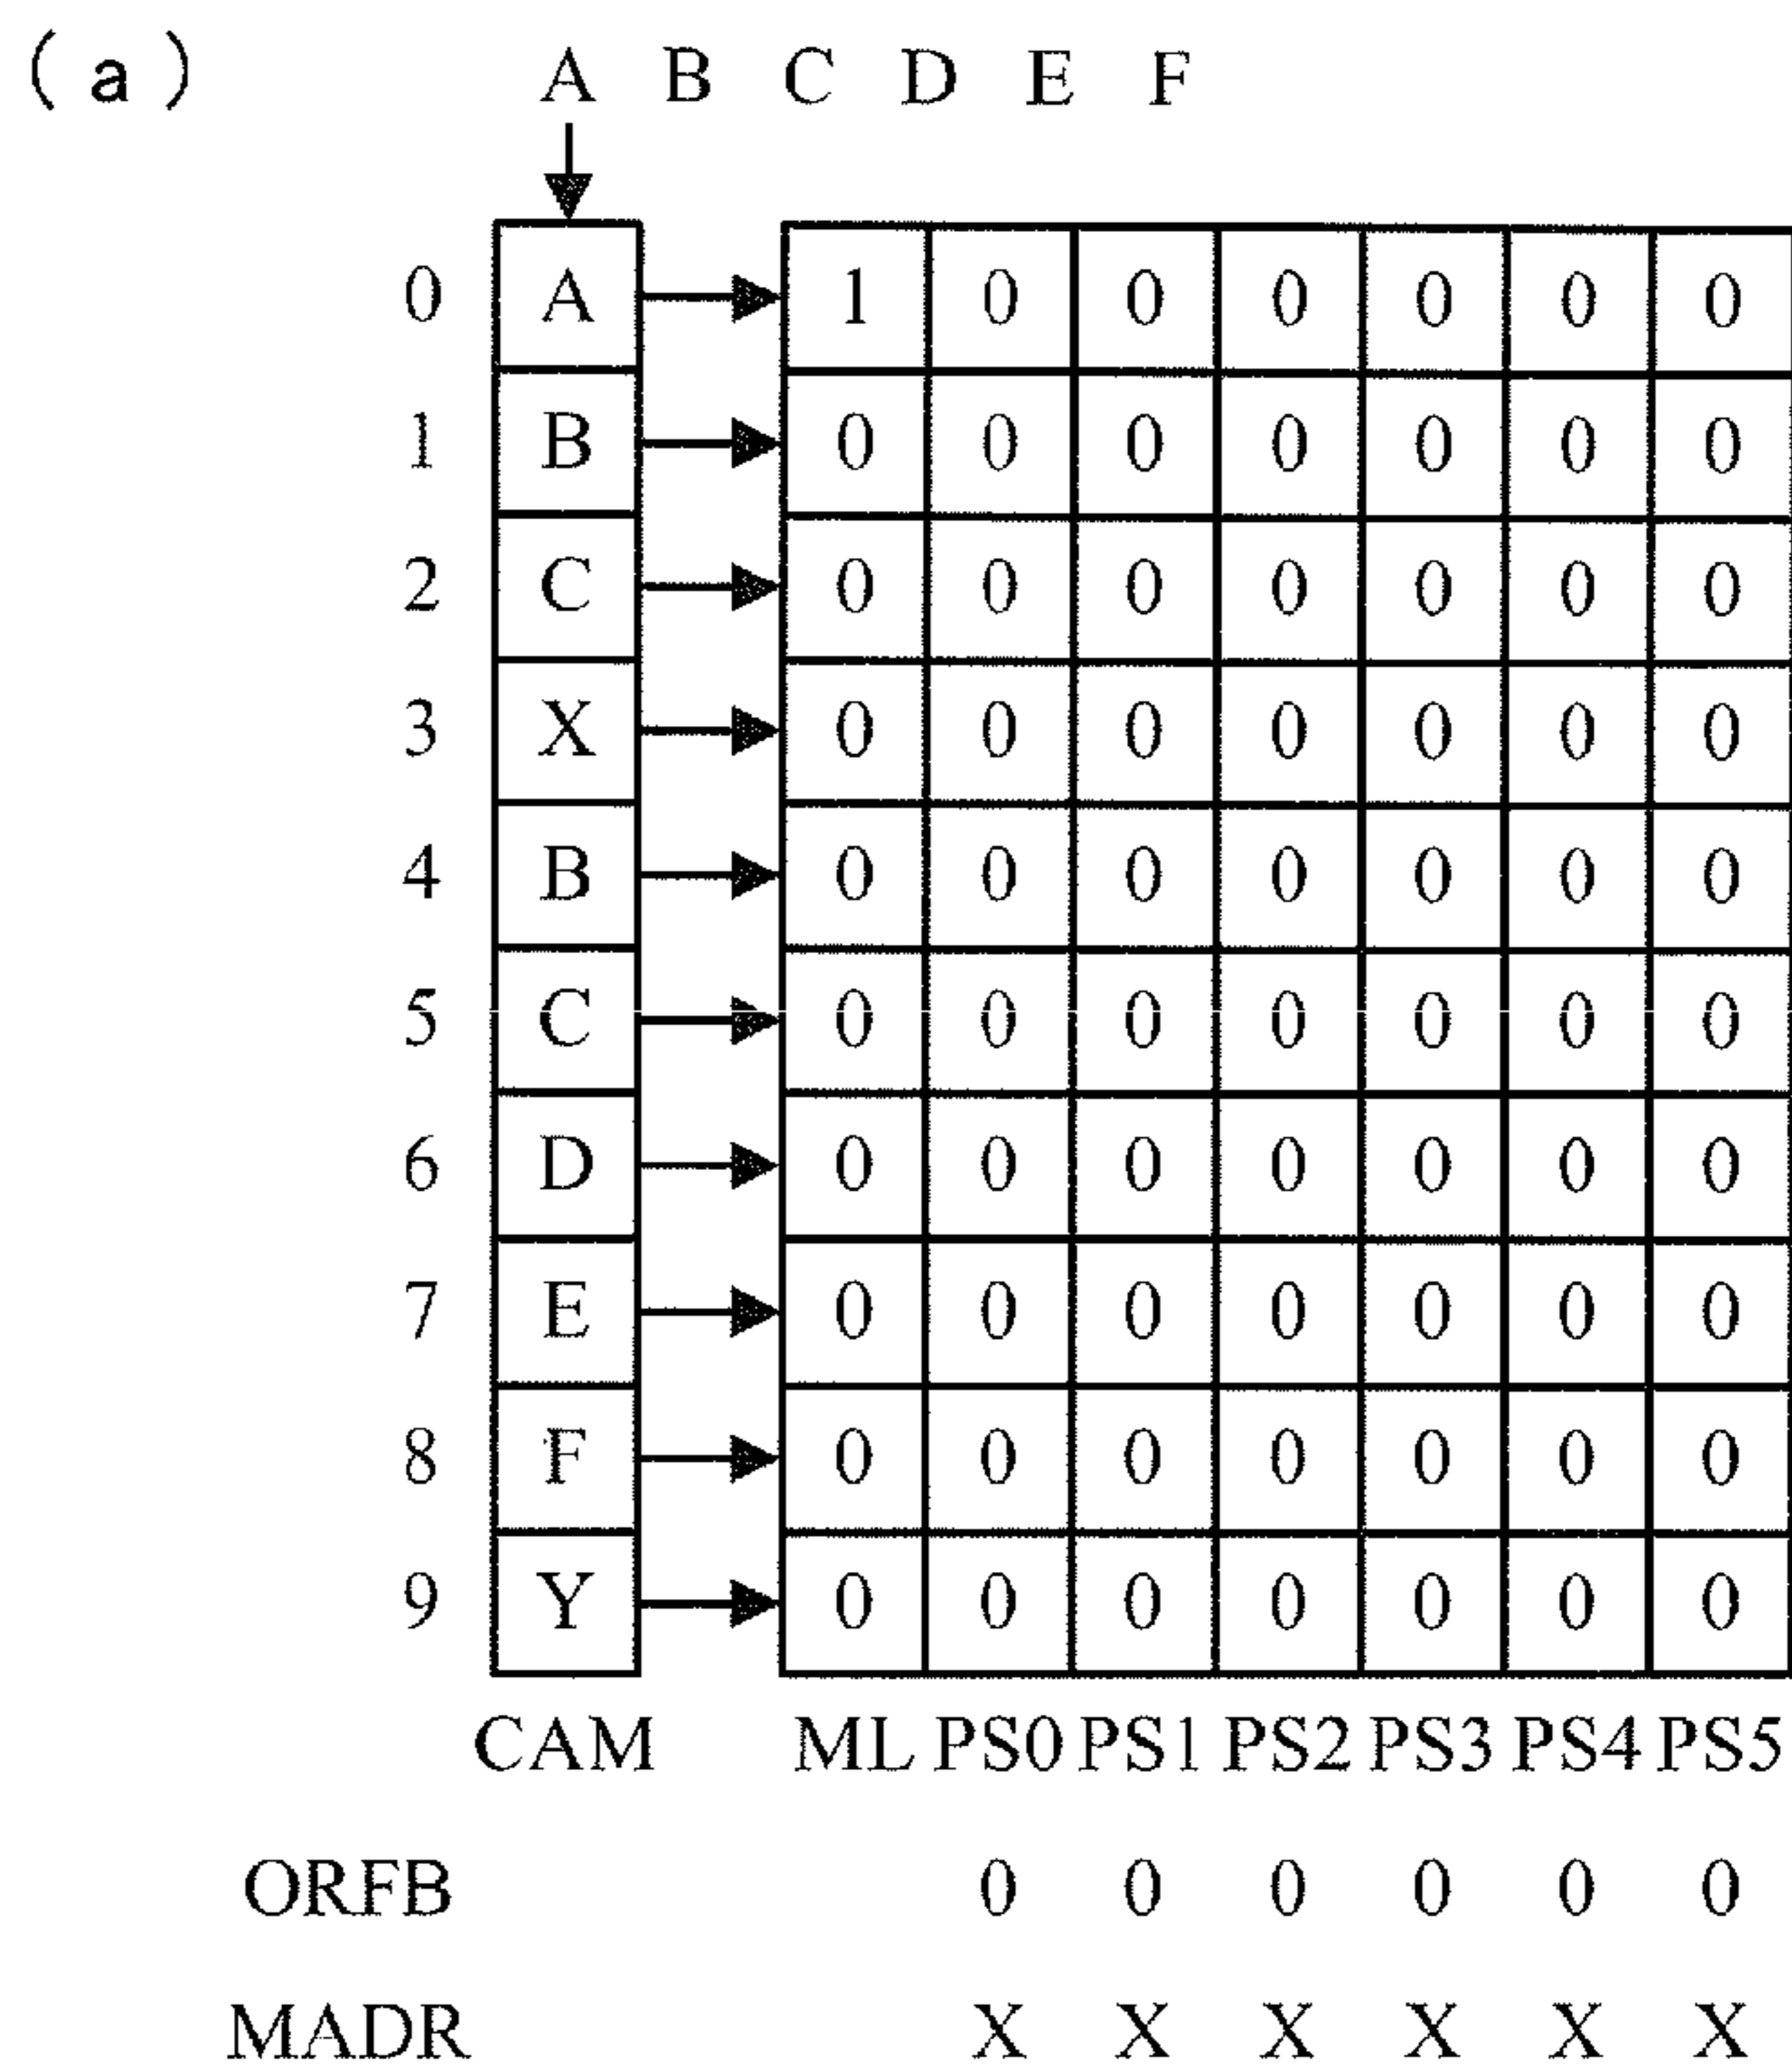 (a) A B C D E F
0 A 1 0 0 0 0 0 0
1 B 0 0 0 0 0 0 0
2 C 0 0 0 0 0 0 0
3 X 0 0 0 0 0 0 0
4 B 0 0 0 0 0 0 0
5 C 0 0 0 0 0 0 0
6 D 0 0 0 0 0 0 0
7 E 0 0 0 0 0 0 0
8 F 0 0 0 0 0 0 0
9 Y 0 0 0 0 0 0 0
CAM ML PS0 PS1 PS2 PS3 PS4 PS5
ORFB 0 0 0 0 0 0
MADR X X X X X X